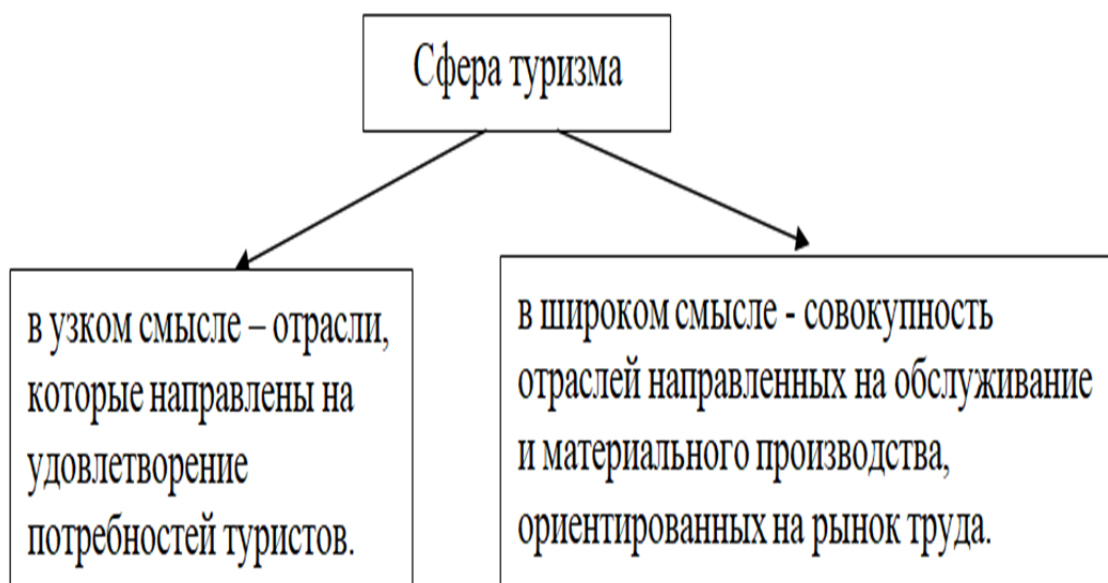 Сфера туризма
в узком смысле – отрасли,
которые направлены на
удовлетворение
потребностей туристов.
в широком смысле - совокупность
отраслей направленных на обслуживание
и материального производства,
ориентированных на рынок труда.